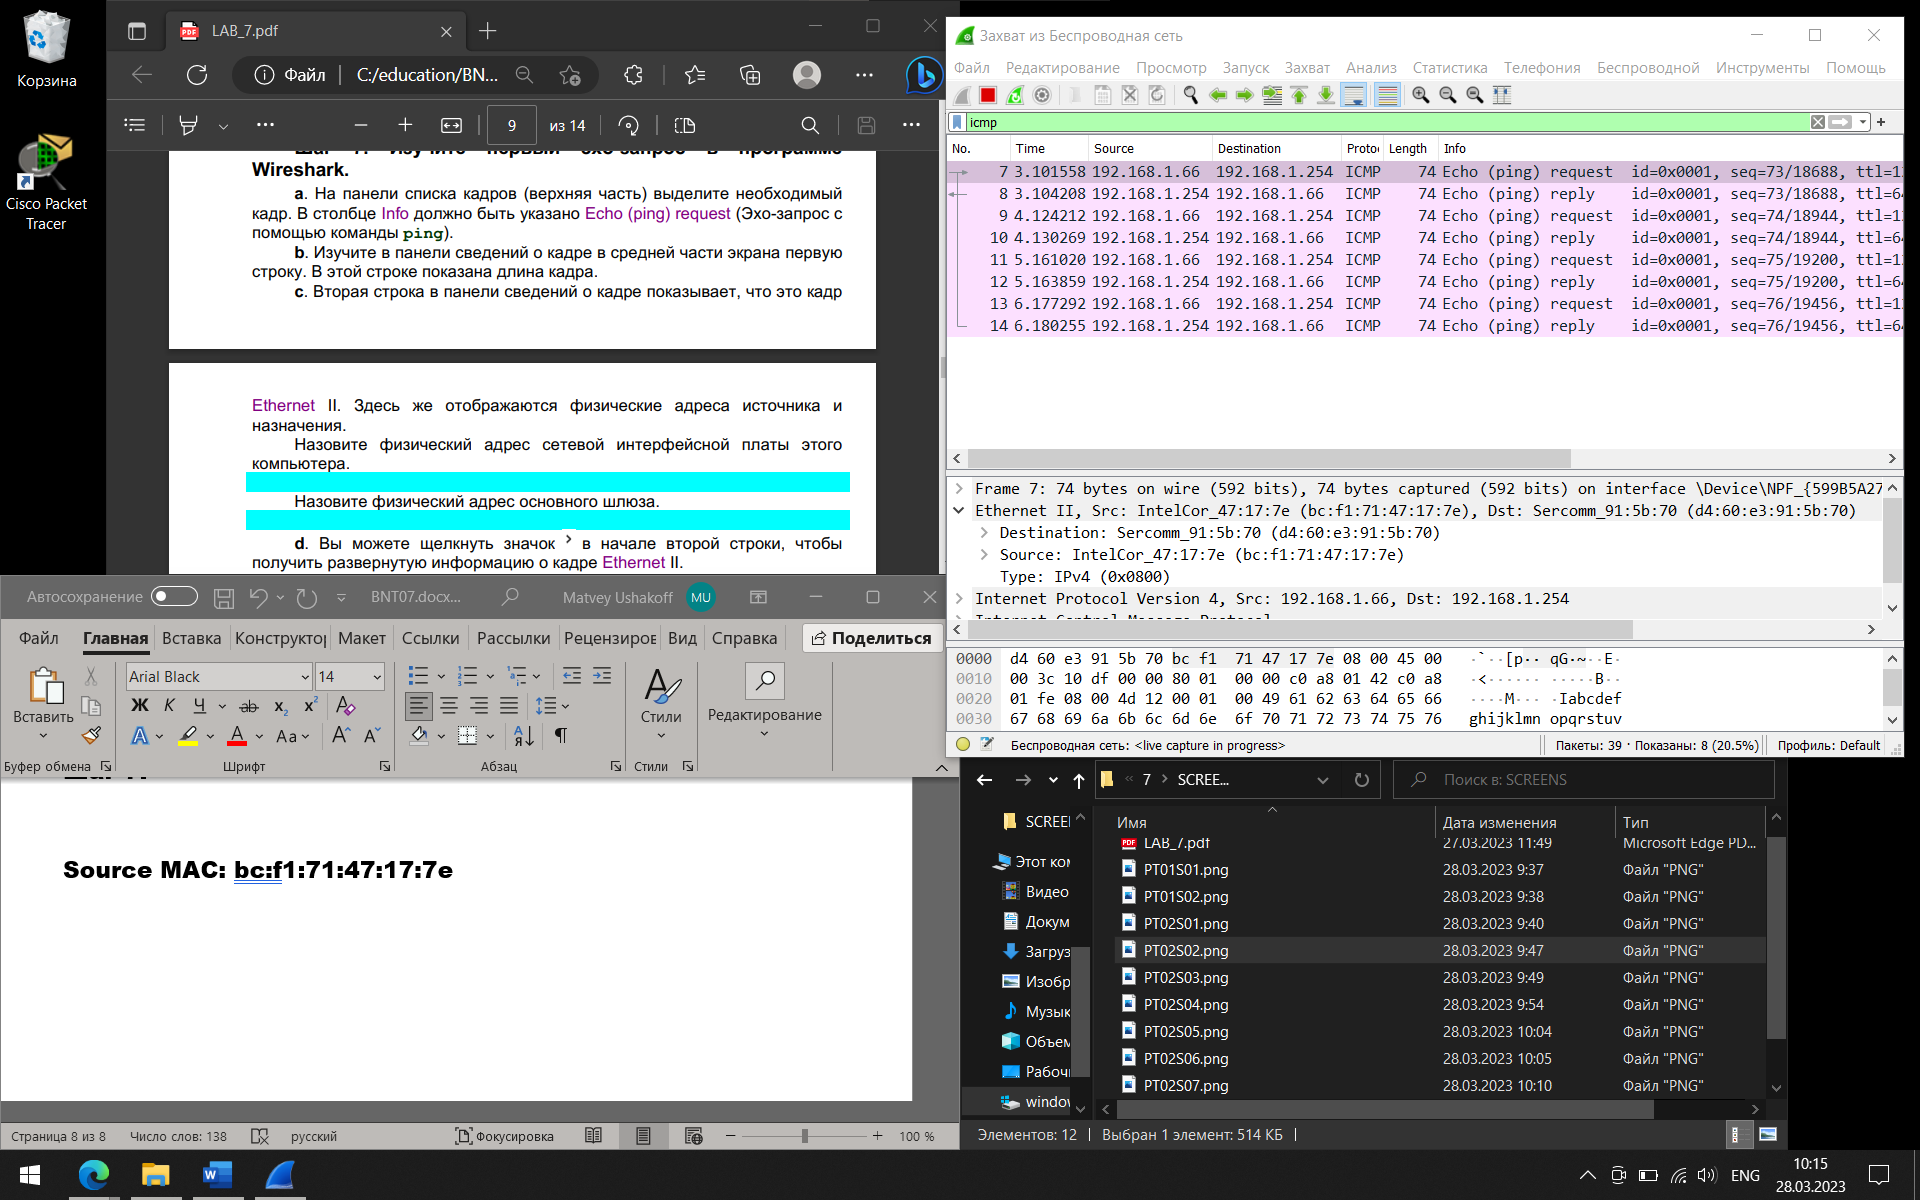 Корзина
Cisco Packet
Tracer
LAB_7.pdf
Файл
C:/education/BN...
9
из 14
Wireshark.
a. На панели списка кадров (верхняя часть) выделите необходимый
кадр. В столбце Info должно быть указано Echo (ping) request (Эхо-запрос с
помощью команды ping).
b. Изучите в панели сведений о кадре в средней части экрана первую
строку. В этой строке показана длина кадра.
c. Вторая строка в панели сведений о кадре показывает, что это кадр
Ethernet II. Здесь же отображаются физические адреса источника и
назначения.
Назовите физический адрес сетевой интерфейсной платы этого
компьютера.
Назовите физический адрес основного шлюза.
d. Вы можете щелкнуть значок > в начале второй строки, чтобы
получить развернутую информацию о кадре Ethernet II.
Захват из Беспроводная сеть
Файл Редактирование Просмотр Запуск Захват Анализ Статистика Телефония Беспроводной Инструменты Помощь
icmp
No. Time Source Destination Proto Length Info
7 3.101558 192.168.1.66 192.168.1.254 ICMP 74 Echo (ping) request id=0x0001, seq=73/18688, ttl=1
8 3.104208 192.168.1.254 192.168.1.66 ICMP 74 Echo (ping) reply id=0x0001, seq=73/18688, ttl=6
9 4.124212 192.168.1.66 192.168.1.254 ICMP 74 Echo (ping) request id=0x0001, seq=74/18944, ttl=1
10 4.130269 192.168.1.254 192.168.1.66 ICMP 74 Echo (ping) reply id=0x0001, seq=74/18944, ttl=6
11 5.161020 192.168.1.66 192.168.1.254 ICMP 74 Echo (ping) request id=0x0001, seq=75/19200, ttl=1
12 5.163859 192.168.1.254 192.168.1.66 ICMP 74 Echo (ping) reply id=0x0001, seq=75/19200, ttl=6
13 6.177292 192.168.1.66 192.168.1.254 ICMP 74 Echo (ping) request id=0x0001, seq=76/19456, ttl=1
14 6.180255 192.168.1.254 192.168.1.66 ICMP 74 Echo (ping) reply id=0x0001, seq=76/19456, ttl=6
Frame 7: 74 bytes on wire (592 bits), 74 bytes captured (592 bits) on interface \Device\NPF_{599B5A27
Ethernet II, Src: IntelCor_47:17:7e (bc:f1:71:47:17:7e), Dst: Sercomm_91:5b:70 (d4:60:e3:91:5b:70)
Destination: Sercomm_91:5b:70 (d4:60:e3:91:5b:70)
Source: IntelCor_47:17:7e (bc:f1:71:47:17:7e)
Type: IPv4 (0x0800)
Internet Protocol Version 4, Src: 192.168.1.66, Dst: 192.168.1.254
0000 d4 60 e3 91 5b 70 bc f1 71 47 17 7e 08 00 45 00 ·`··[p·· qG·~··E·
0010 00 3c 10 df 00 00 80 01 00 00 c0 a8 01 42 c0 a8 ·<······ ·····B··
0020 01 fe 08 00 4d 12 00 01 00 49 61 62 63 64 65 66 ····M··· ·Iabcdef
0030 67 68 69 6a 6b 6c 6d 6e 6f 70 71 72 73 74 75 76 ghijklmn opqrstuv
Беспроводная сеть: <live capture in progress>
Пакеты: 39 · Показаны: 8 (20.5%)
Профиль: Default
Автосохранение
BNT07.docx...
Matvey Ushakoff
MU
Файл Главная Вставка Конструктор Макет Ссылки Рассылки Рецензиров Вид Справка Поделиться
Вставить
Arial Black 14
Ж К Ч ab x₂ x²
A A Aa A A
Стили
Редактирование
Буфер обмена Шрифт Абзац Стили
Source MAC: bc:f1:71:47:17:7e
Страница 8 из 8 Число слов: 138 русский Фокусировка 100 %
7 SCREE...
Поиск в: SCREENS
Имя Дата изменения Тип
LAB_7.pdf 27.03.2023 11:49 Microsoft Edge PD...
PT01S01.png 28.03.2023 9:37 Файл "PNG"
PT01S02.png 28.03.2023 9:38 Файл "PNG"
PT02S01.png 28.03.2023 9:40 Файл "PNG"
PT02S02.png 28.03.2023 9:47 Файл "PNG"
PT02S03.png 28.03.2023 9:49 Файл "PNG"
PT02S04.png 28.03.2023 9:54 Файл "PNG"
PT02S05.png 28.03.2023 10:04 Файл "PNG"
PT02S06.png 28.03.2023 10:05 Файл "PNG"
PT02S07.png 28.03.2023 10:10 Файл "PNG"
SCREE
Этот ком
Видео
Докум
Загруз
Изобр
Музык
Объем
Рабочи
windov
Элементов: 12 Выбран 1 элемент: 514 КБ
ENG
10:15
28.03.2023